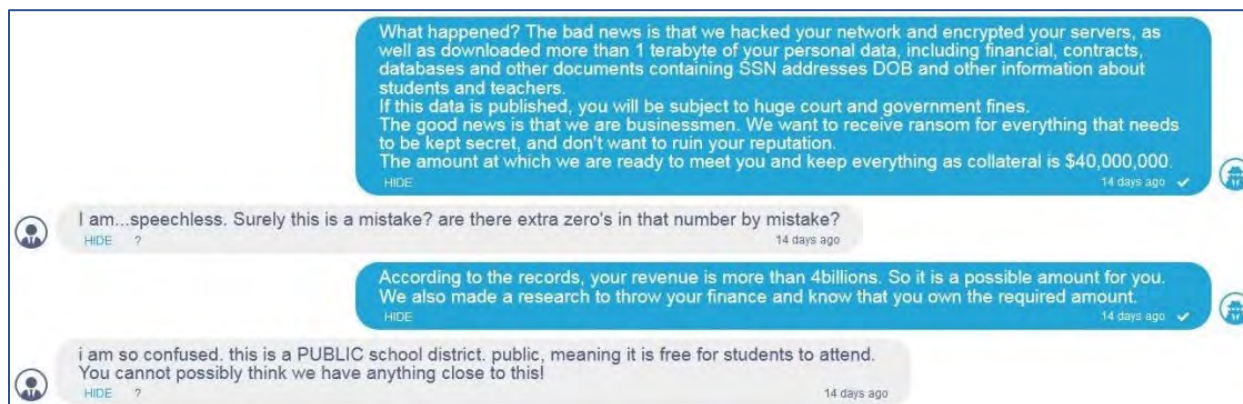 What happened? The bad news is that we hacked your network and encrypted your servers, as
well as downloaded more than 1 terabyte of your personal data, including financial, contracts,
databases and other documents containing SSN addresses DOB and other information about
students and teachers.
If this data is published, you will be subject to huge court and government fines.
The good news is that we are businessmen. We want to receive ransom for everything that needs
to be kept secret, and don't want to ruin your reputation.
The amount at which we are ready to meet you and keep everything as collateral is $40,000,000.
HIDE 14 days ago ✓
I am...speechless. Surely this is a mistake? are there extra zero's in that number by mistake?
HIDE ? 14 days ago
According to the records, your revenue is more than 4billions. So it is a possible amount for you.
We also made a research to throw your finance and know that you own the required amount.
HIDE 14 days ago ✓
i am so confused. this is a PUBLIC school district. public, meaning it is free for students to attend.
You cannot possibly think we have anything close to this!
HIDE ? 14 days ago